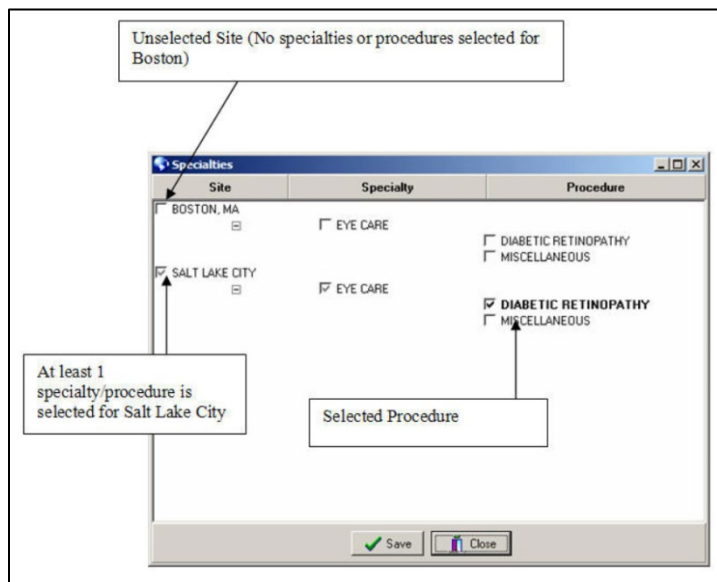 Unselected Site (No specialties or procedures selected for
Boston)
Specialties
Site Specialty Procedure
BOSTON, MA
EYE CARE
DIABETIC RETINOPATHY
MISCELLANEOUS
SALT LAKE CITY
EYE CARE
DIABETIC RETINOPATHY
MISCELLANEOUS
At least 1
specialty/procedure is
selected for Salt Lake City
Selected Procedure
Save Close